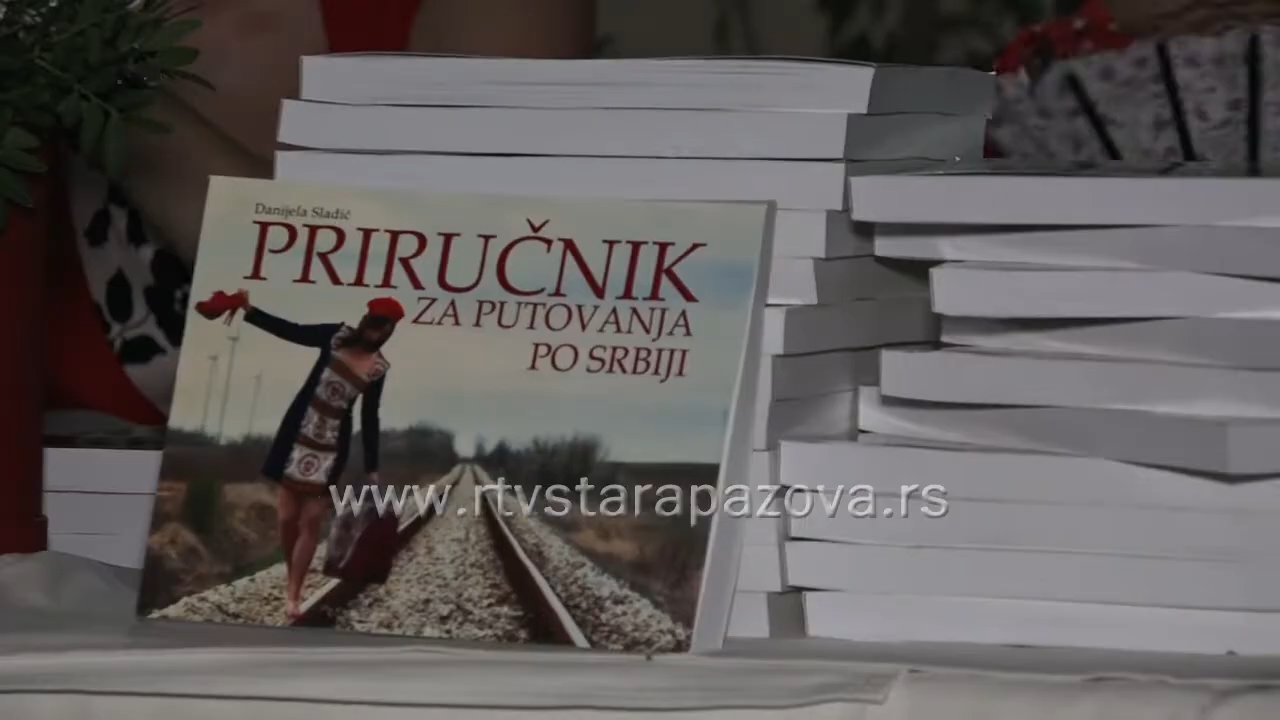 Danijela Sladić
PRIRUČNIK
ZA PUTOVANJA
PO SRBIJI
www.rtvstarapazova.rs